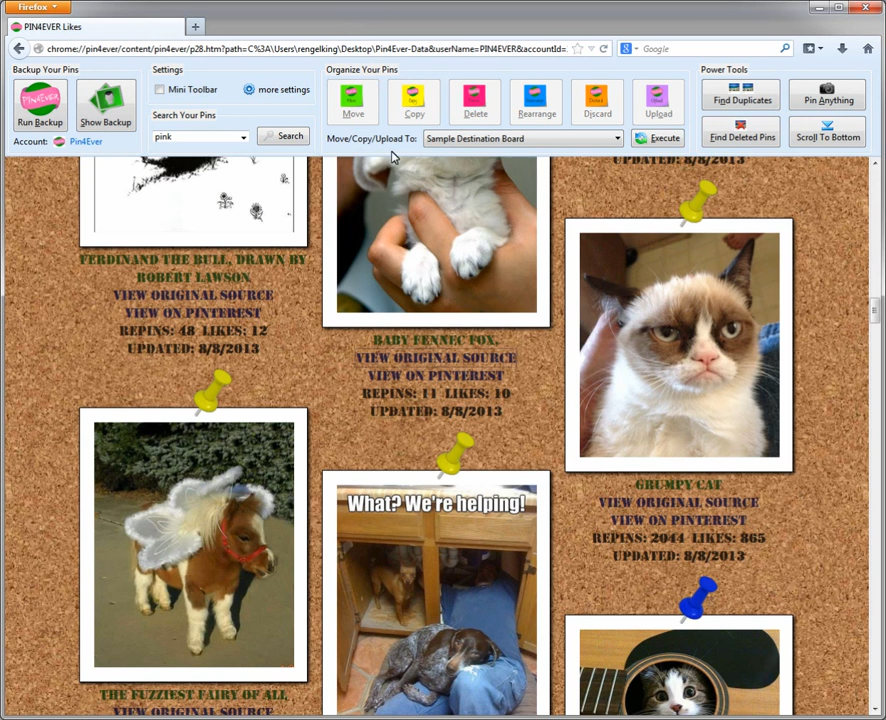 Firefox
PIN4EVER Likes
chrome://pin4ever/content/pin4ever/p28.htm?path=C%3A\Users\rengelking\Desktop\Pin4Ever-Data&userName=PIN4EVER&accountId=
Google
Backup Your Pins
Settings
Organize Your Pins
Power Tools
PIN4EVER
Run Backup
Show Backup
Mini Toolbar
more settings
Move
Copy
Delete
Rearrange
Discard
Upload
Find Duplicates
Pin Anything
Search Your Pins
pink
Search
Account:
Pin4Ever
Move/Copy/Upload To:
Sample Destination Board
Execute
Find Deleted Pins
Scroll To Bottom
UPDATED: 8/8/2013
FERDINAND THE BULL, DRAWN BY
ROBERT LAWSON
VIEW ORIGINAL SOURCE
VIEW ON PINTEREST
REPINS: 48 LIKES: 12
UPDATED: 8/8/2013
BABY FENNEC FOX.
VIEW ORIGINAL SOURCE
VIEW ON PINTEREST
REPINS: 11 LIKES: 10
UPDATED: 8/8/2013
GRUMPY CAT
VIEW ORIGINAL SOURCE
VIEW ON PINTEREST
REPINS: 2044 LIKES: 865
UPDATED: 8/8/2013
What? We're helping!
THE FUZZIEST FAIRY OF ALL
VIEW ORIGINAL SOURCE